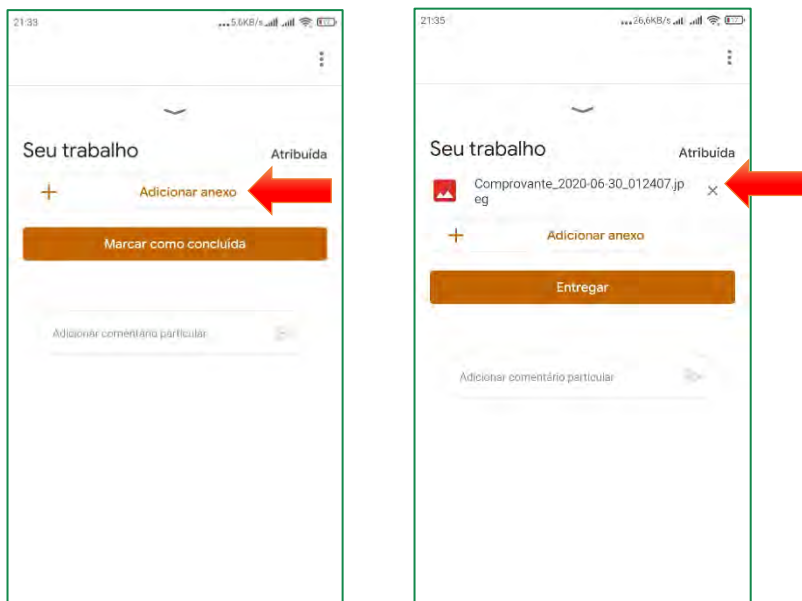 21:33
5,6KB/s
Seu trabalho
Atribuída
+ Adicionar anexo
Marcar como concluída
Adicionar comentário particular
21:35
26,6KB/s
Seu trabalho
Atribuída
Comprovante_2020-06-30_012407.jp
eg
+ Adicionar anexo
Entregar
Adicionar comentário particular